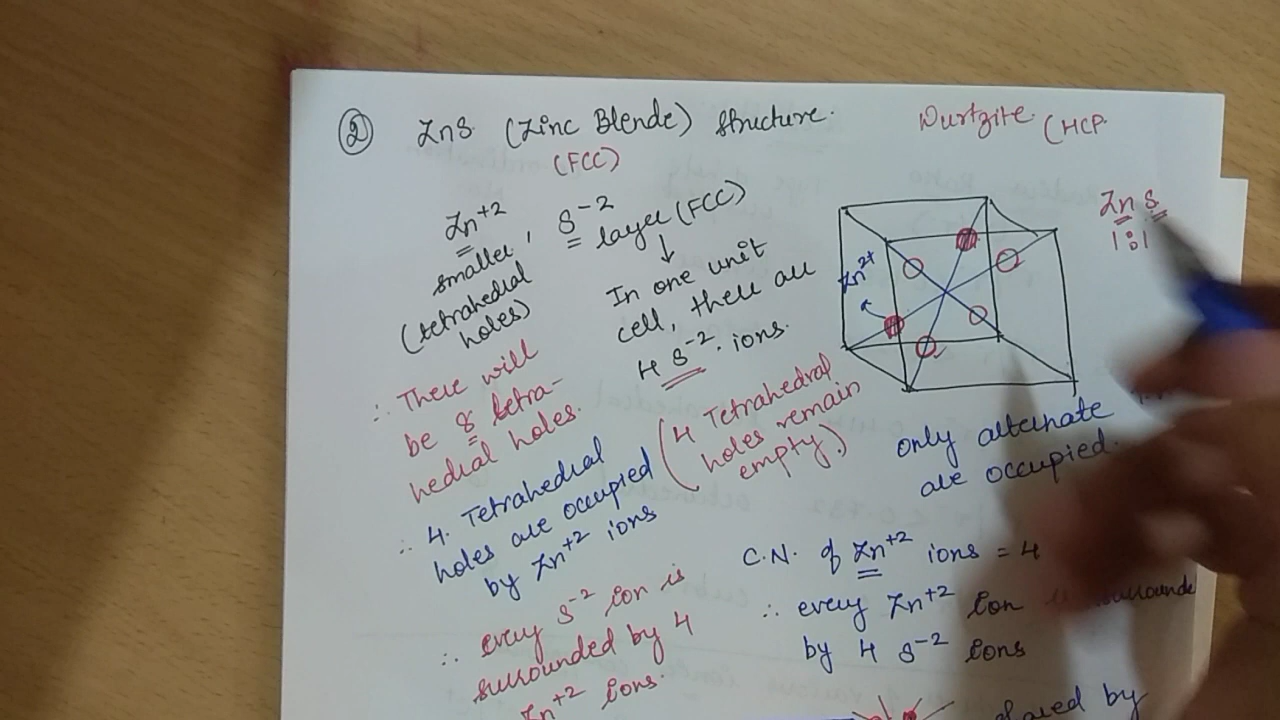 ② ZnS (Zinc Blende) structure.
(FCC)
Wurtzite (HCP
Zn+2
smaller,
(tetrahedral
holes)
S-2
layer (FCC)
↓
In one unit
cell, there are
4 S-2 ions.
∴ There will
be 8 tetra-
hedral holes.
∴ 4 Tetrahedral
holes are occupied
by Zn+2 ions
(4 Tetrahedral
holes remain
empty.)
∴ every S-2 ion is
surrounded by 4
Zn+2 ions.
Zn2+
Zn S
1:1
only alternate
are occupied.
C.N. of Zn+2 ions = 4
∴ every Zn+2 ion
by 4 S-2 ions
by